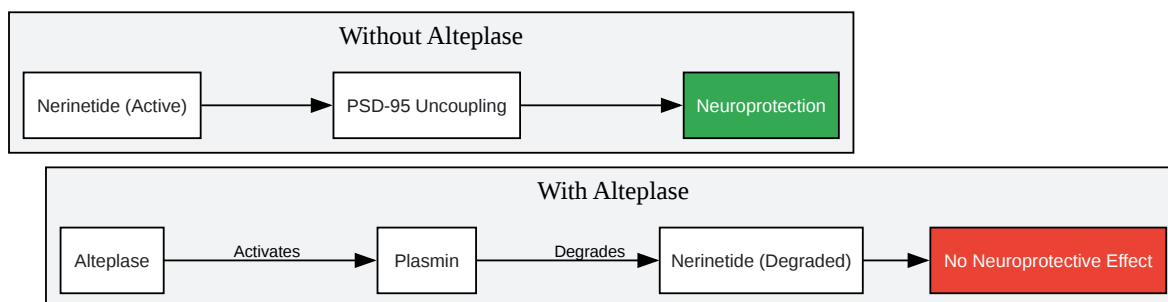 Without Alteplase
Nerinetide (Active)
PSD-95 Uncoupling
Neuroprotection
With Alteplase
Alteplase
Activates
Plasmin
Degrades
Nerinetide (Degraded)
No Neuroprotective Effect